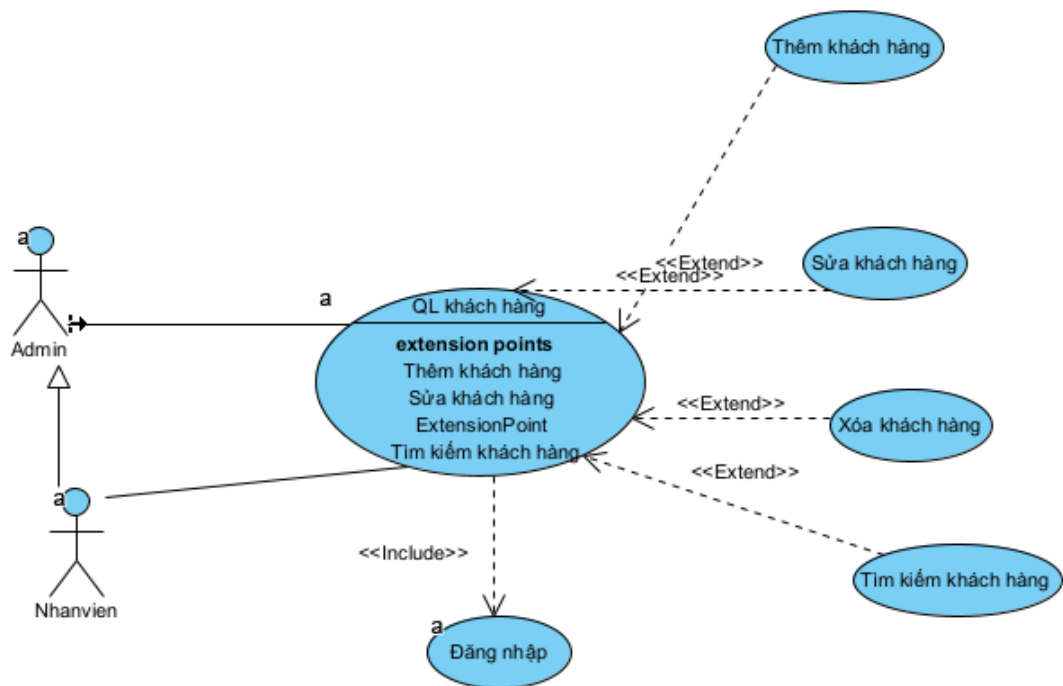 Thêm khách hàng
a
<<Extend>>
Sửa khách hàng
<<Extend>>
a
QL khách hàng
Admin
extension points
Thêm khách hàng
Sửa khách hàng
ExtensionPoint
Tìm kiếm khách hàng
<<Extend>>
Xóa khách hàng
<<Extend>>
a
Nhanvien
<<Include>>
Tìm kiếm khách hàng
a
Đăng nhập